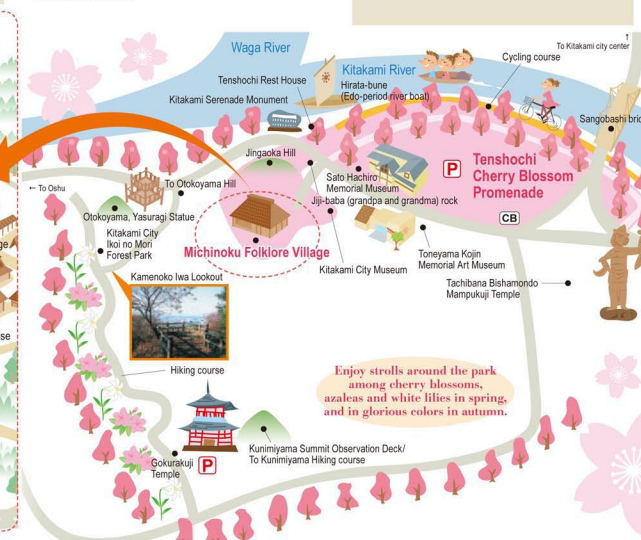 Waga River
↑
To Kitakami city center
Cycling course
Kitakami River
Tenshochi Rest House
Hirata-bune
(Edo-period river boat)
Kitakami Serenade Monument
Sangobashi
Jingaoka Hill
Tenshochi
Cherry Blossom
Promenade
P
Sato Hachiro
Memorial Museum
← To Oshu
To Otokoyama Hill
Jiji-baba (grandpa and grandma) rock
Otokoyama, Yasuragi Statue
CB
Kitakami City
Ikoi no Mori
Forest Park
Michinoku Folklore Village
Toneyama Kojin
Memorial Art Museum
Kitakami City Museum
Kamenoko Iwa Lookout
Tachibana Bishamondo
Mampukuji Temple
Hiking course
Enjoy strolls around the park
among cherry blossoms,
azaleas and white lilies in spring,
and in glorious colors in autumn.
Kunimiyama Summit Observation Deck/
To Kunimiyama Hiking course
Gokurakuji
Temple
P